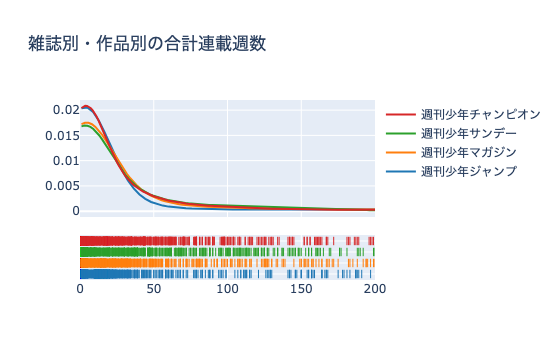 雑誌別・作品別の合計連載週数
0.02
0.015
0.01
0.005
0
週刊少年チャンピオン
週刊少年サンデー
週刊少年マガジン
週刊少年ジャンプ
0 50 100 150 200